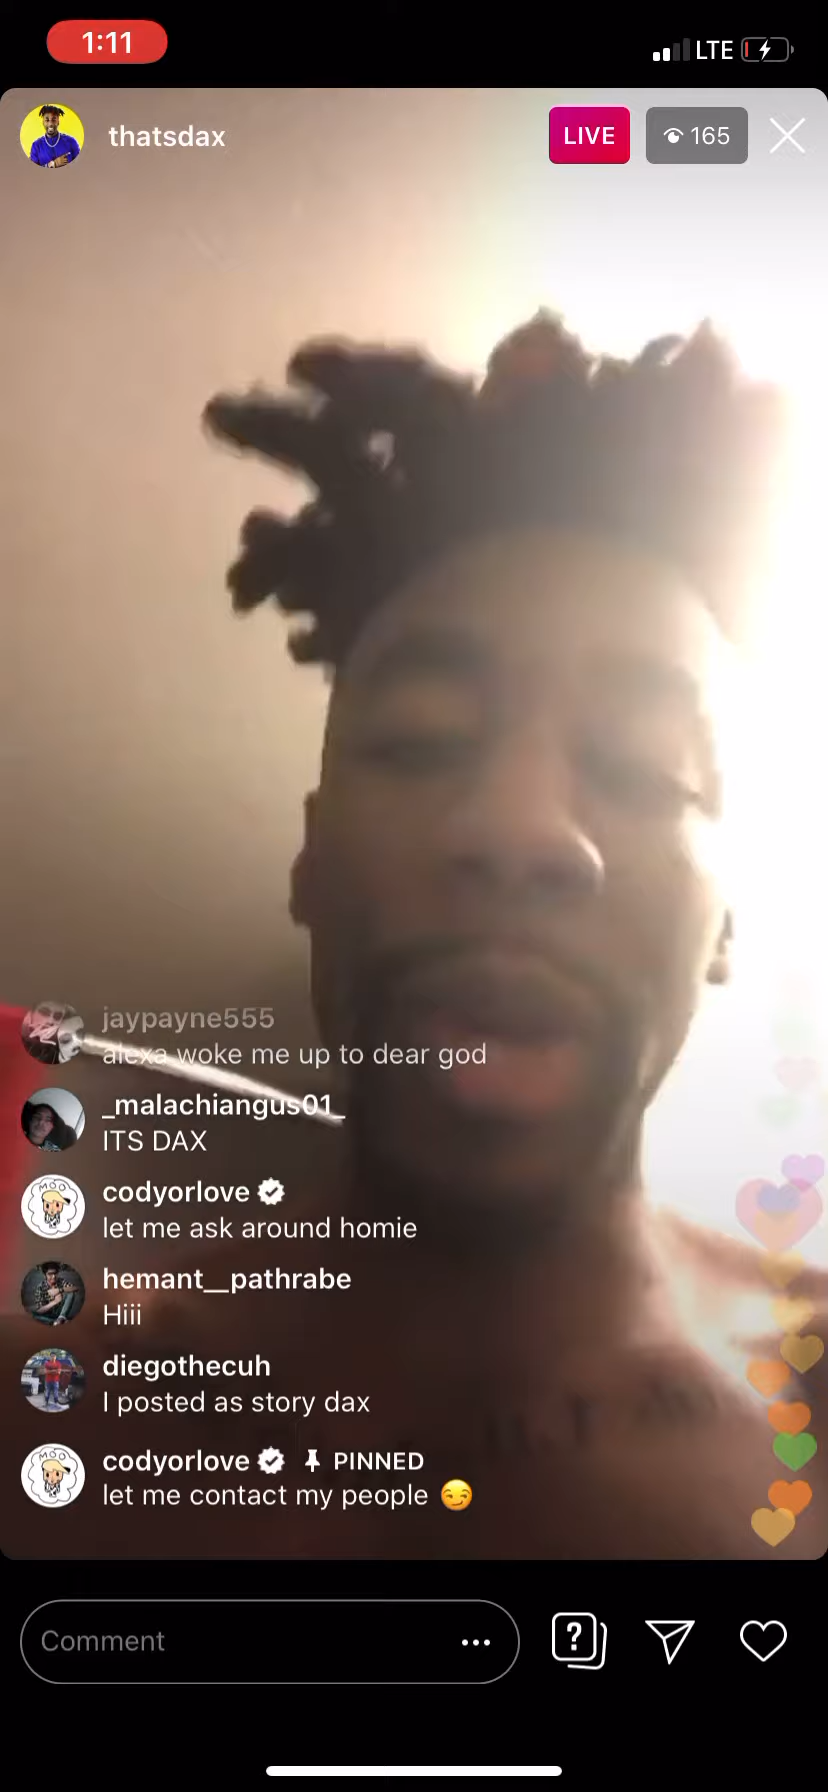 1:11
LTE
thatsdax
LIVE
165
jaypayne555
alexa woke me up to dear god
_malachiangus01_
ITS DAX
codyorlove
let me ask around homie
hemant__pathrabe
Hiii
diegothecuh
I posted as story dax
codyorlove PINNED
let me contact my people 😏
Comment